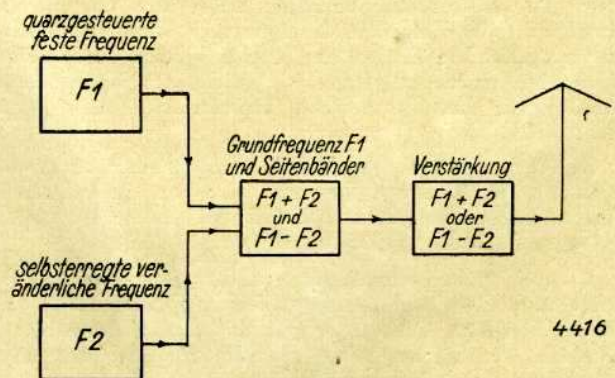 quarzgesteuerte
feste Frequenz
F1
Grundfrequenz F1
und Seitenbänder
F1 + F2
und
F1 - F2
Verstärkung
F1 + F2
oder
F1 - F2
selbsterregte ver-
änderliche Frequenz
F2
4416